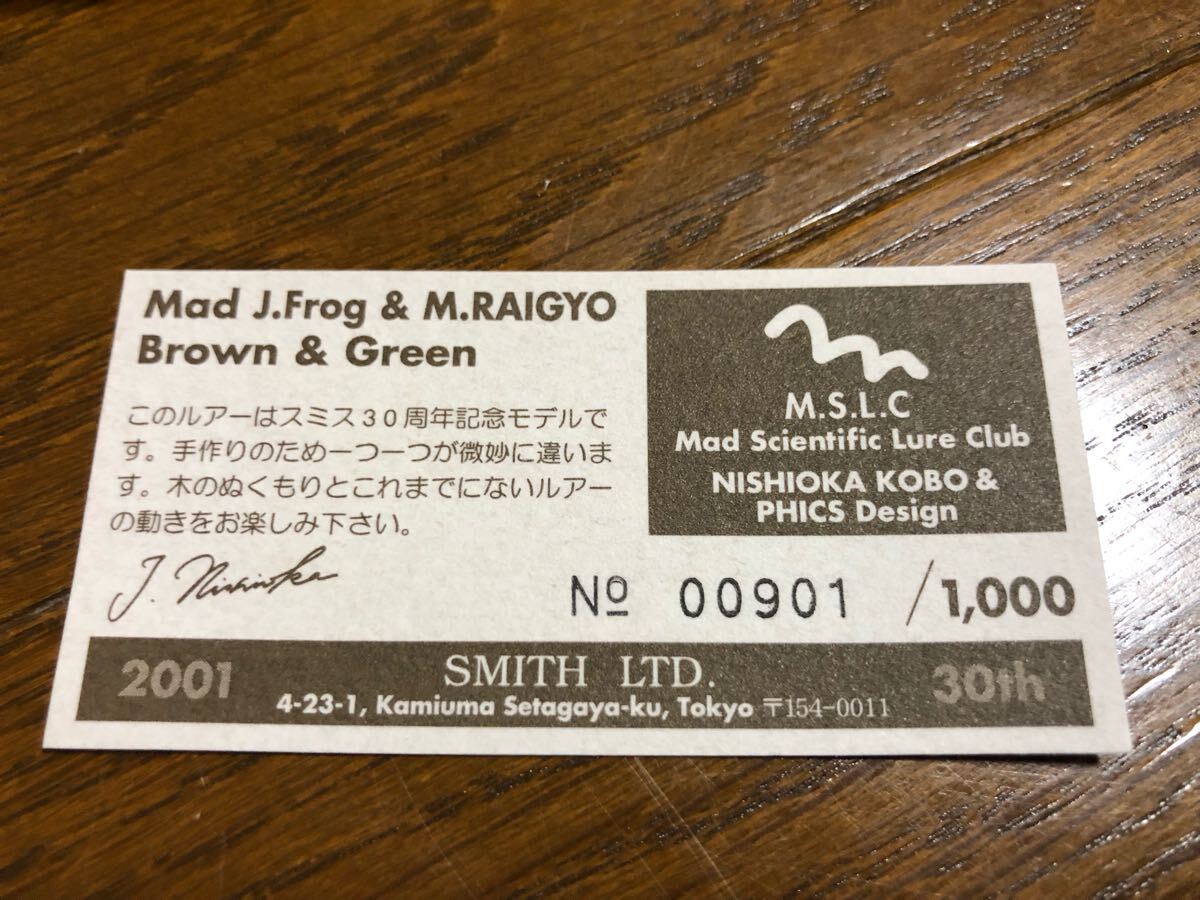 Mad J.Frog & M.RAIGYO
Brown & Green
このルアーはスミス30周年記念モデルで
す。手作りのため一つ一つが微妙に違いま
す。木のぬくもりとこれまでにないルアー
の動きをお楽しみ下さい。
J. Nishioka
M.S.L.C
Mad Scientific Lure Club
NISHIOKA KOBO &
PHICS Design
№ 00901 / 1,000
2001 SMITH LTD. 30th
4-23-1, Kamiuma Setagaya-ku, Tokyo 〒154-0011